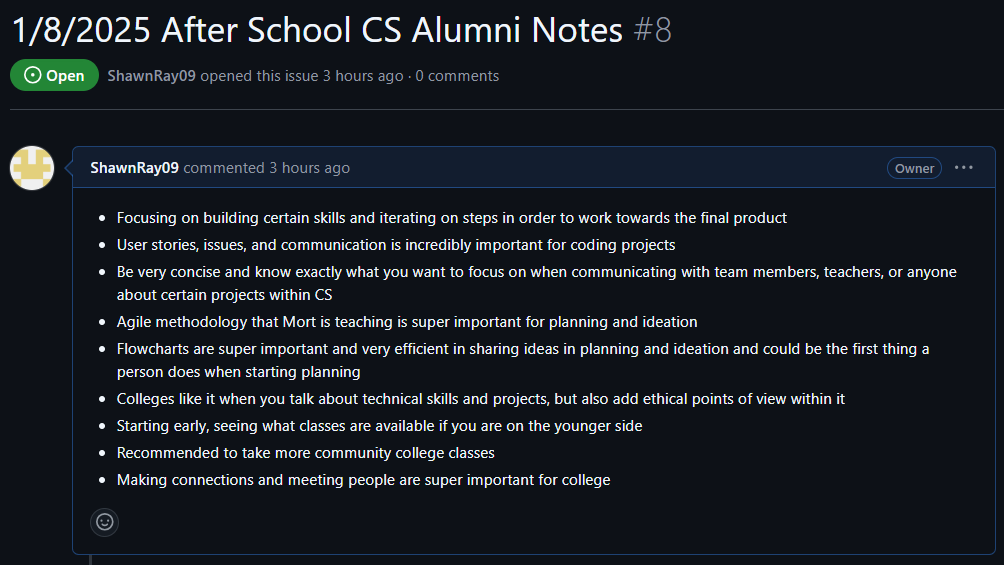 1/8/2025 After School CS Alumni Notes #8
Open ShawnRay09 opened this issue 3 hours ago · 0 comments
ShawnRay09 commented 3 hours ago Owner ...
• Focusing on building certain skills and iterating on steps in order to work towards the final product
• User stories, issues, and communication is incredibly important for coding projects
• Be very concise and know exactly what you want to focus on when communicating with team members, teachers, or anyone
about certain projects within CS
• Agile methodology that Mort is teaching is super important for planning and ideation
• Flowcharts are super important and very efficient in sharing ideas in planning and ideation and could be the first thing a
person does when starting planning
• Colleges like it when you talk about technical skills and projects, but also add ethical points of view within it
• Starting early, seeing what classes are available if you are on the younger side
• Recommended to take more community college classes
• Making connections and meeting people are super important for college